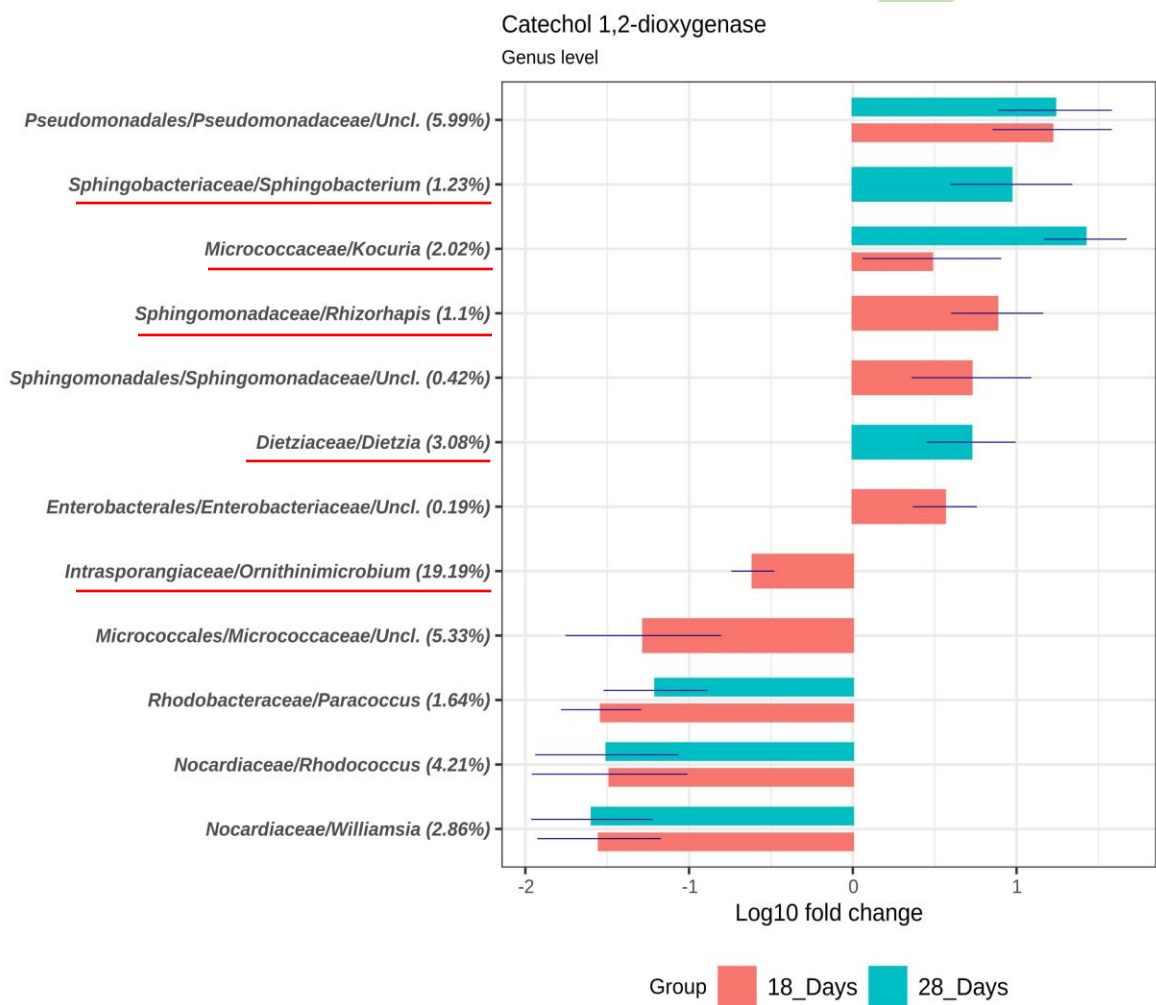 Catechol 1,2-dioxygenase
Genus level
Pseudomonadales/Pseudomonadaceae/Uncl. (5.99%)
Sphingobacteriaceae/Sphingobacterium (1.23%)
Micrococcaceae/Kocuria (2.02%)
Sphingomonadaceae/Rhizorhapis (1.1%)
Sphingomonadales/Sphingomonadaceae/Uncl. (0.42%)
Dietziaceae/Dietzia (3.08%)
Enterobacterales/Enterobacteriaceae/Uncl. (0.19%)
Intrasporangiaceae/Ornithinimicrobium (19.19%)
Micrococcales/Micrococcaceae/Uncl. (5.33%)
Rhodobacteraceae/Paracoccus (1.64%)
Nocardiaceae/Rhodococcus (4.21%)
Nocardiaceae/Williamsia (2.86%)
-2 -1 0 1
Log10 fold change
Group 18_Days 28_Days